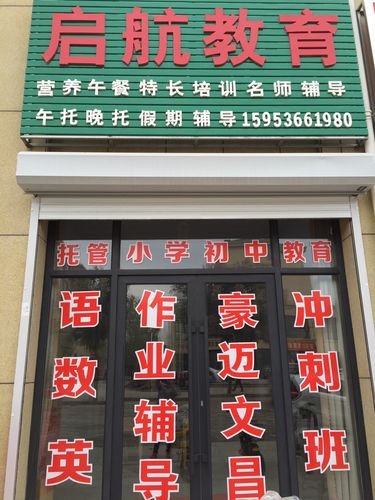 启航教育
营养午餐特长培训名师辅导
午托晚托假期辅导15953661980
托管 小学初中 教育
语数英
作业辅导
豪迈文昌
冲刺班